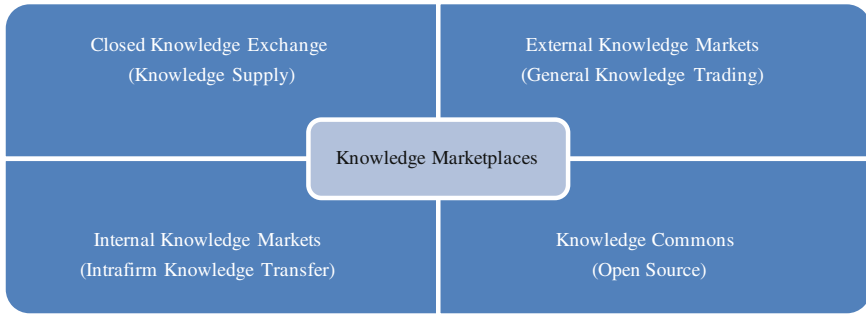 Closed Knowledge Exchange
(Knowledge Supply)
External Knowledge Markets
(General Knowledge Trading)
Knowledge Marketplaces
Internal Knowledge Markets
(Intrafirm Knowledge Transfer)
Knowledge Commons
(Open Source)